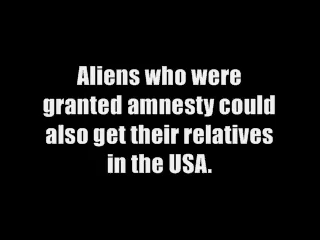 Aliens who were
granted amnesty could
also get their relatives
in the USA.